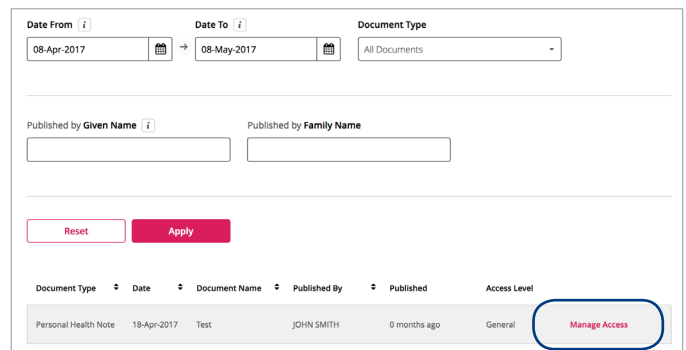 Date From i Date To i Document Type
08-Apr-2017 → 08-May-2017 All Documents
Published by Given Name i Published by Family Name
Reset Apply
Document Type Date Document Name Published By Published Access Level
Personal Health Note 18-Apr-2017 Test JOHN SMITH 0 months ago General Manage Access